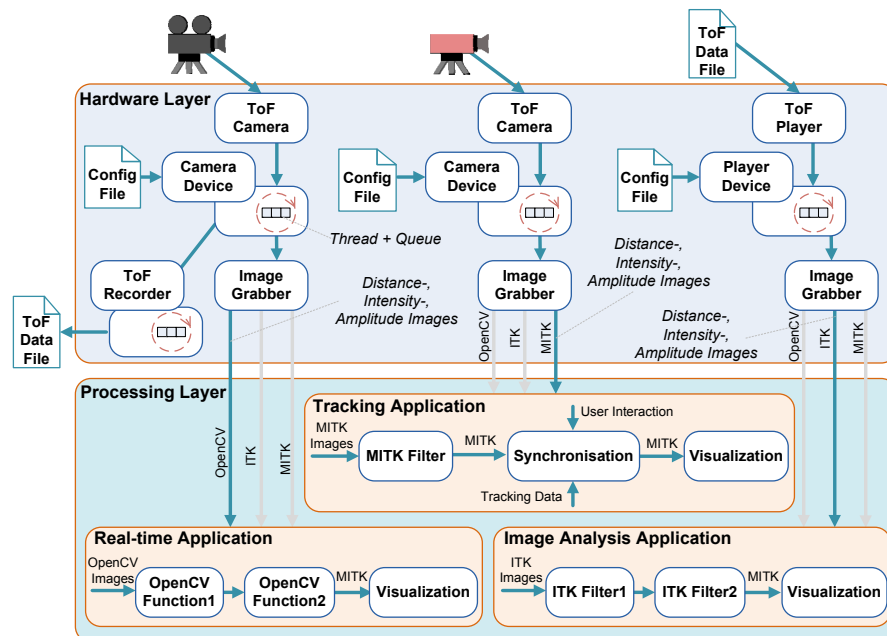 ToF
Data
File
Hardware Layer
ToF
Camera
ToF
Camera
ToF
Player
Config
File
Camera
Device
Config
File
Camera
Device
Config
File
Player
Device
Thread + Queue
ToF
Recorder
Image
Grabber
Distance-,
Intensity-,
Amplitude Images
Image
Grabber
Distance-,
Intensity-,
Amplitude Images
Image
Grabber
Distance-,
Intensity-,
Amplitude Images
ToF
Data
File
OpenCV
ITK
MITK
OpenCV
ITK
MITK
Processing Layer
OpenCV
ITK
MITK
Tracking Application
User Interaction
MITK
Images
MITK Filter
MITK
Synchronisation
MITK
Visualization
Tracking Data
Real-time Application
OpenCV
Images
OpenCV
Function1
OpenCV
Function2
MITK
Visualization
Image Analysis Application
ITK
Images
ITK Filter1
ITK Filter2
MITK
Visualization